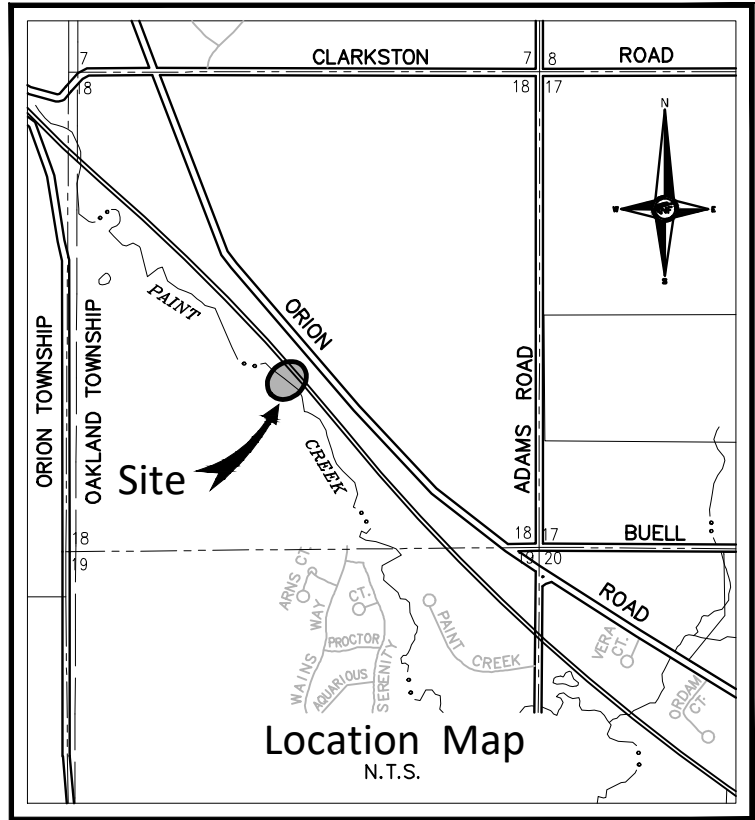 CLARKSTON ROAD
7 7 8
18 18 17
N
W E
S
PAINT
ORION
ORION TOWNSHIP
OAKLAND TOWNSHIP
ADAMS ROAD
Site
CREEK
18 18 17
BUELL
19 19 20
ROAD
ARNS CT.
WAINS WAY
CT.
PROCTOR
AQUARIOUS
SERENITY
PAINT CREEK
VERA CT.
ORDAM CT.
Location Map
N.T.S.